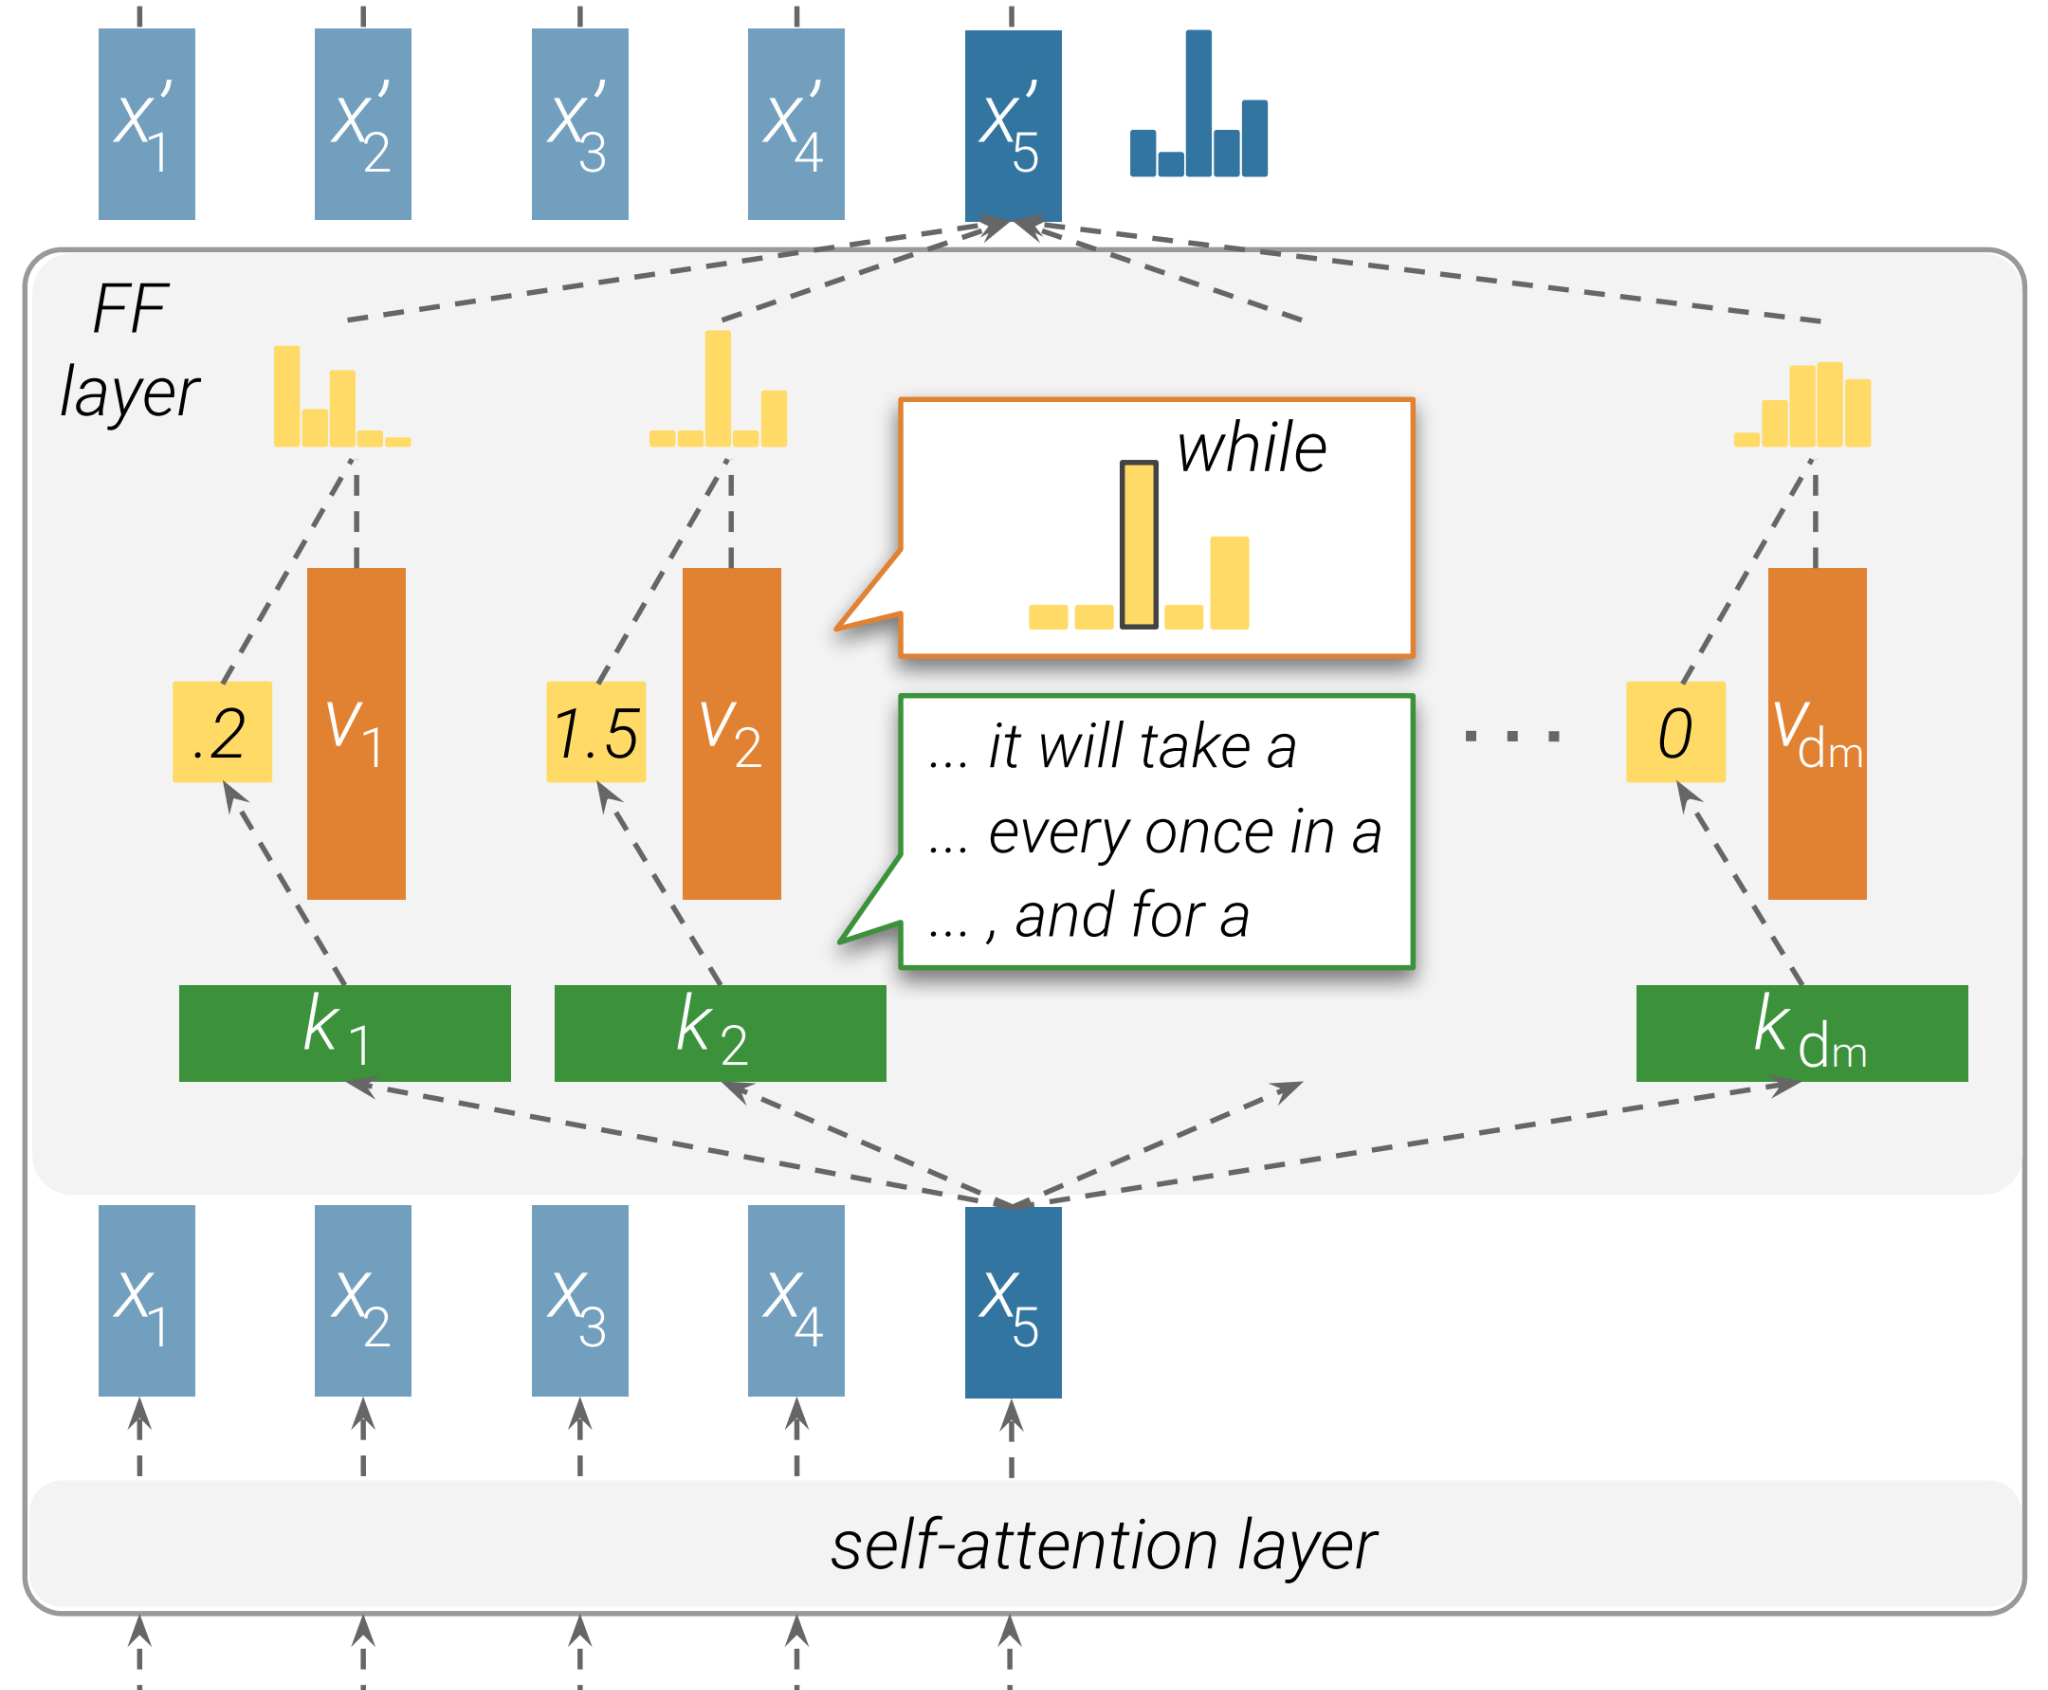 x′1 x′2 x′3 x′4 x′5
FF
layer
while
.2 v1 1.5 v2 ... 0 vdm
... it will take a
... every once in a
... , and for a
k1 k2 kdm
x1 x2 x3 x4 x5
self-attention layer